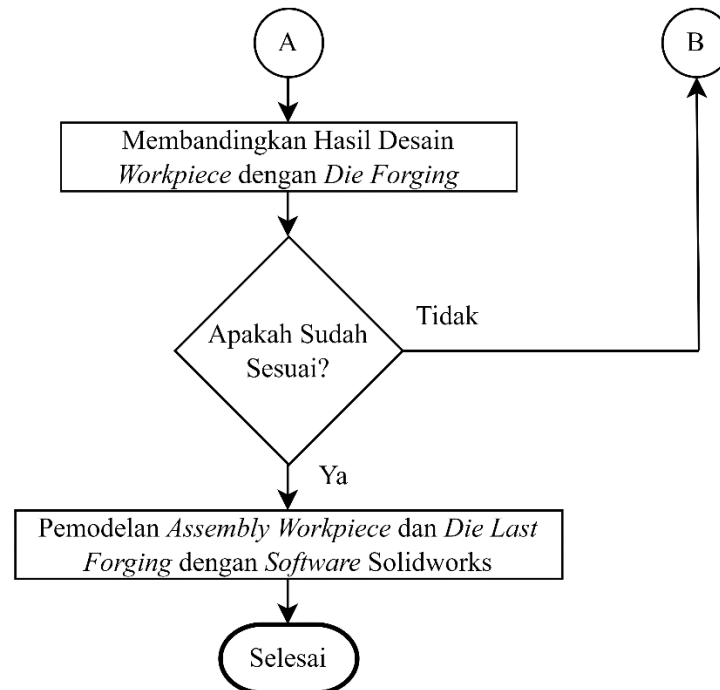 A
B
Membandingkan Hasil Desain
Workpiece dengan Die Forging
Tidak
Apakah Sudah
Sesuai?
Ya
Pemodelan Assembly Workpiece dan Die Last
Forging dengan Software Solidworks
Selesai